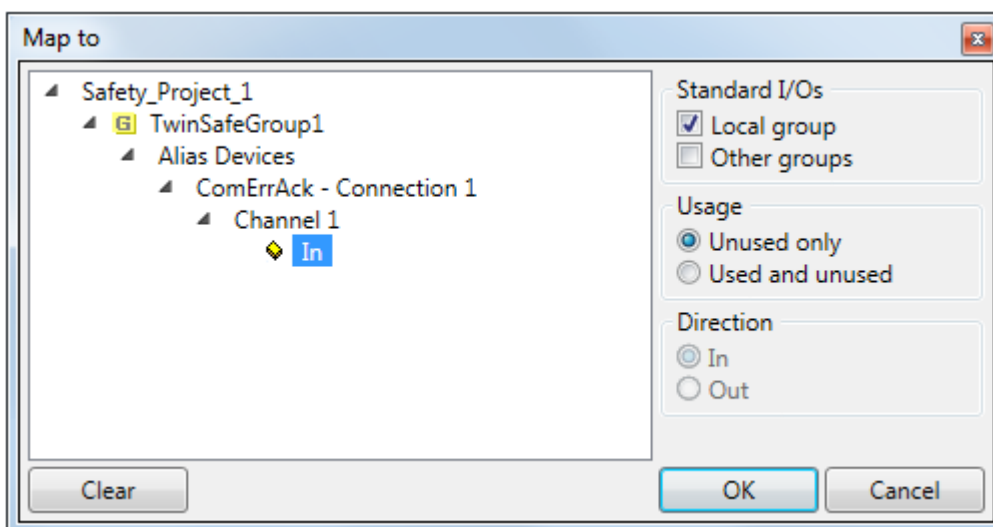 Map to
Safety_Project_1
G TwinSafeGroup1
Alias Devices
ComErrAck - Connection 1
Channel 1
In
Standard I/Os
Local group
Other groups
Usage
Unused only
Used and unused
Direction
In
Out
Clear
OK
Cancel